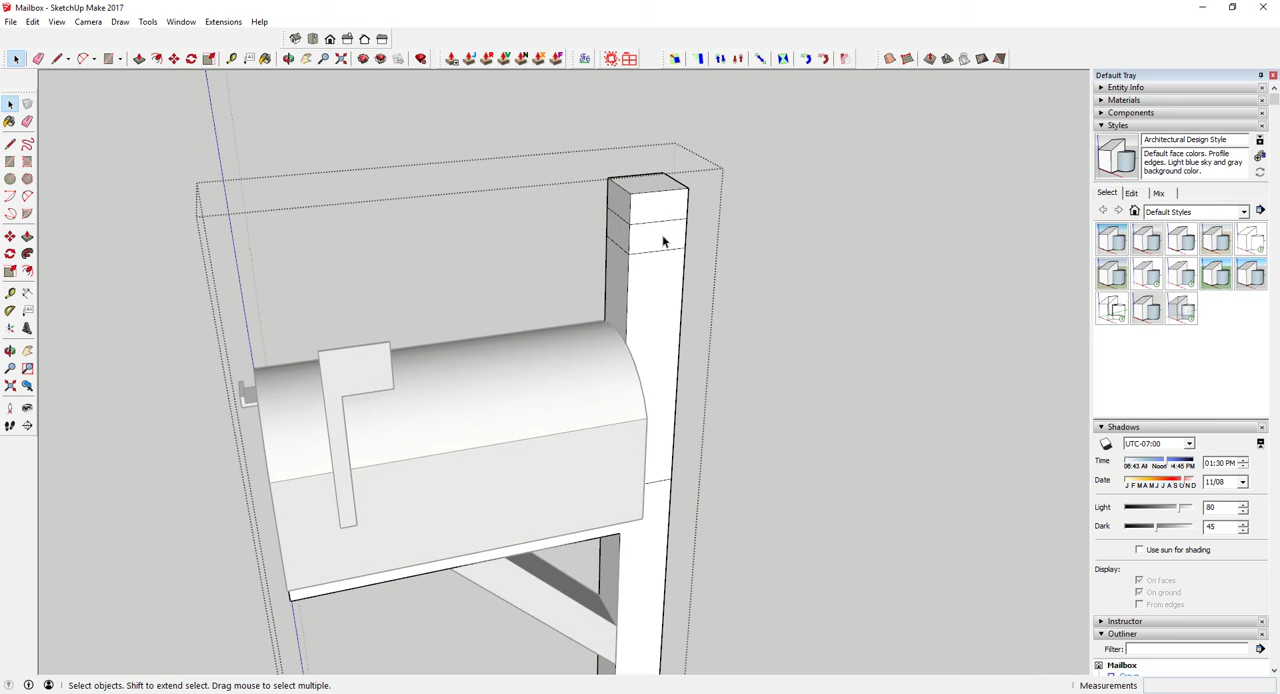 Mailbox - SketchUp Make 2017
File Edit View Camera Draw Tools Window Extensions Help
Default Tray
Entity Info
Materials
Components
Styles
Architectural Design Style
Default face colors. Profile
edges. Light blue sky and gray
background color.
Select Edit Mix
Default Styles
Shadows
UTC-07:00
Time 06:43 AM Noon 4:45 PM 01:30 PM
Date J F M A M J J A S O N D 11/08
Light 80
Dark 45
Use sun for shading
Display:
On faces
On ground
From edges
Instructor
Outliner
Filter:
Mailbox
Select objects. Shift to extend select. Drag mouse to select multiple. Measurements